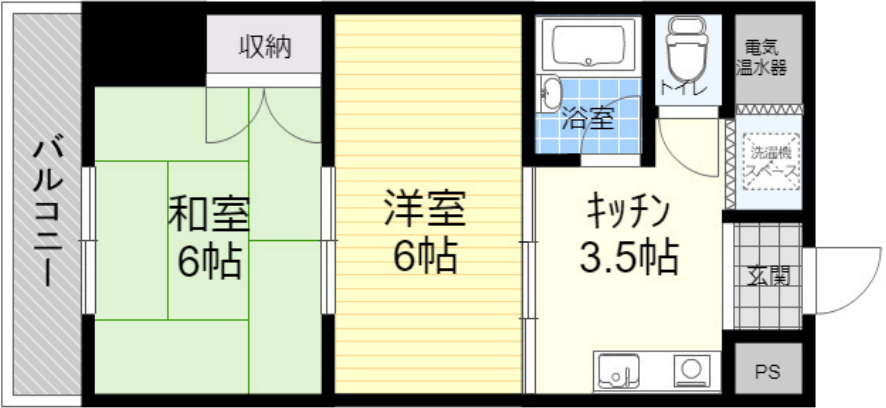 バルコニー
収納
和室
6帖
洋室
6帖
浴室
トイレ
電気
温水器
洗濯機
スペース
キッチン
3.5帖
玄関
PS